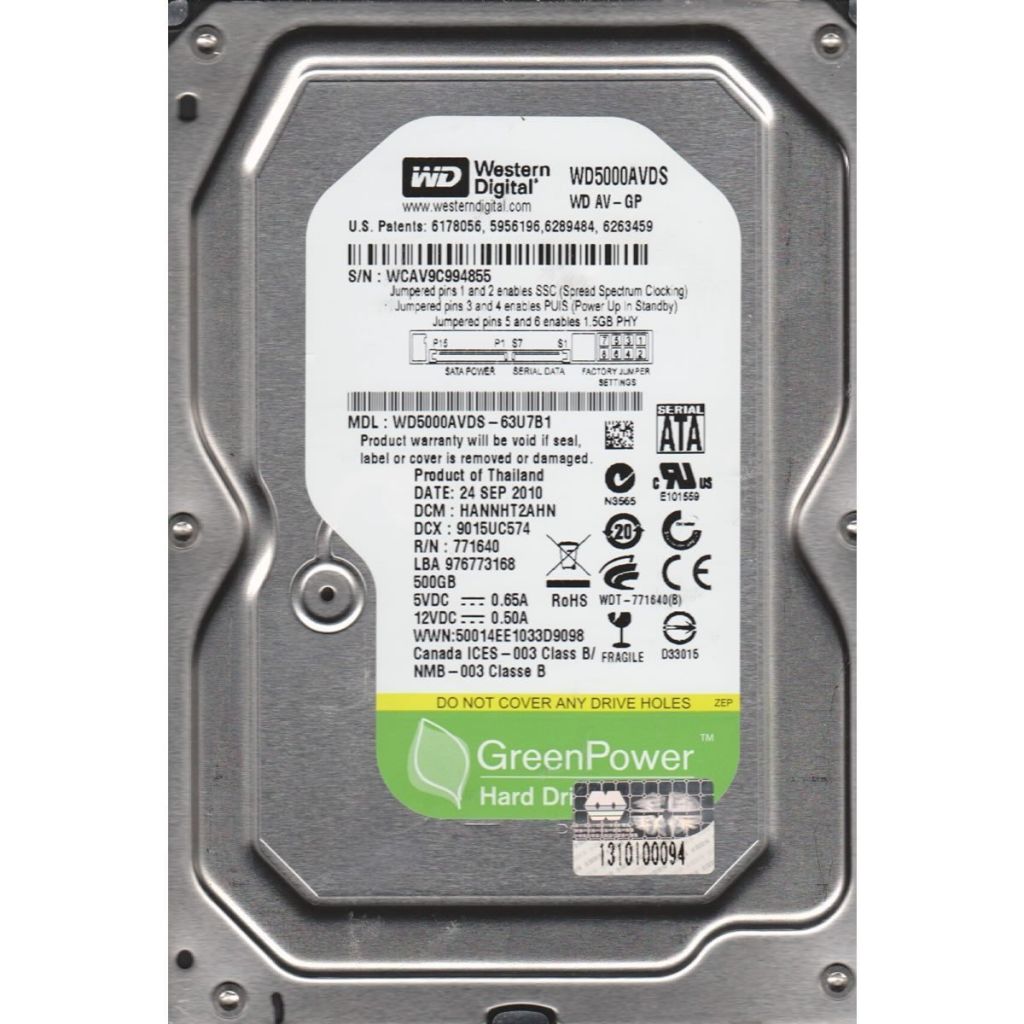 WD Western Digital® WD5000AVDS
www.westerndigital.com WD AV-GP
U.S. Patents: 6178056, 5956196,6289484, 6263459
S/N : WCAV9C994855
Jumpered pins 1 and 2 enables SSC (Spread Spectrum Clocking)
Jumpered pins 3 and 4 enables PUIS (Power Up in Standby)
Jumpered pins 5 and 6 enables 1.5GB PHY
P15 P1 S7 S1 7 5 3 1
8 6 4 2
SATA POWER SERIAL DATA FACTORY JUMPER
SETTINGS
MDL : WD5000AVDS-63U7B1
SERIAL
ATA
Product warranty will be void if seal,
label or cover is removed or damaged.
Product of Thailand
DATE: 24 SEP 2010
N3565
c RU US
E101559
DCM : HANNHT2AHN
DCX : 9015UC574
20
R/N : 771640
LBA 976773168
500GB
CE
5VDC 0.65A
RoHS WDT-771640(B)
12VDC 0.50A
WWN:50014EE1033D9098
Canada ICES-003 Class B/
NMB-003 Classe B
FRAGILE D33015
DO NOT COVER ANY DRIVE HOLES ZEP
GreenPower™
Hard Dri
1310100094